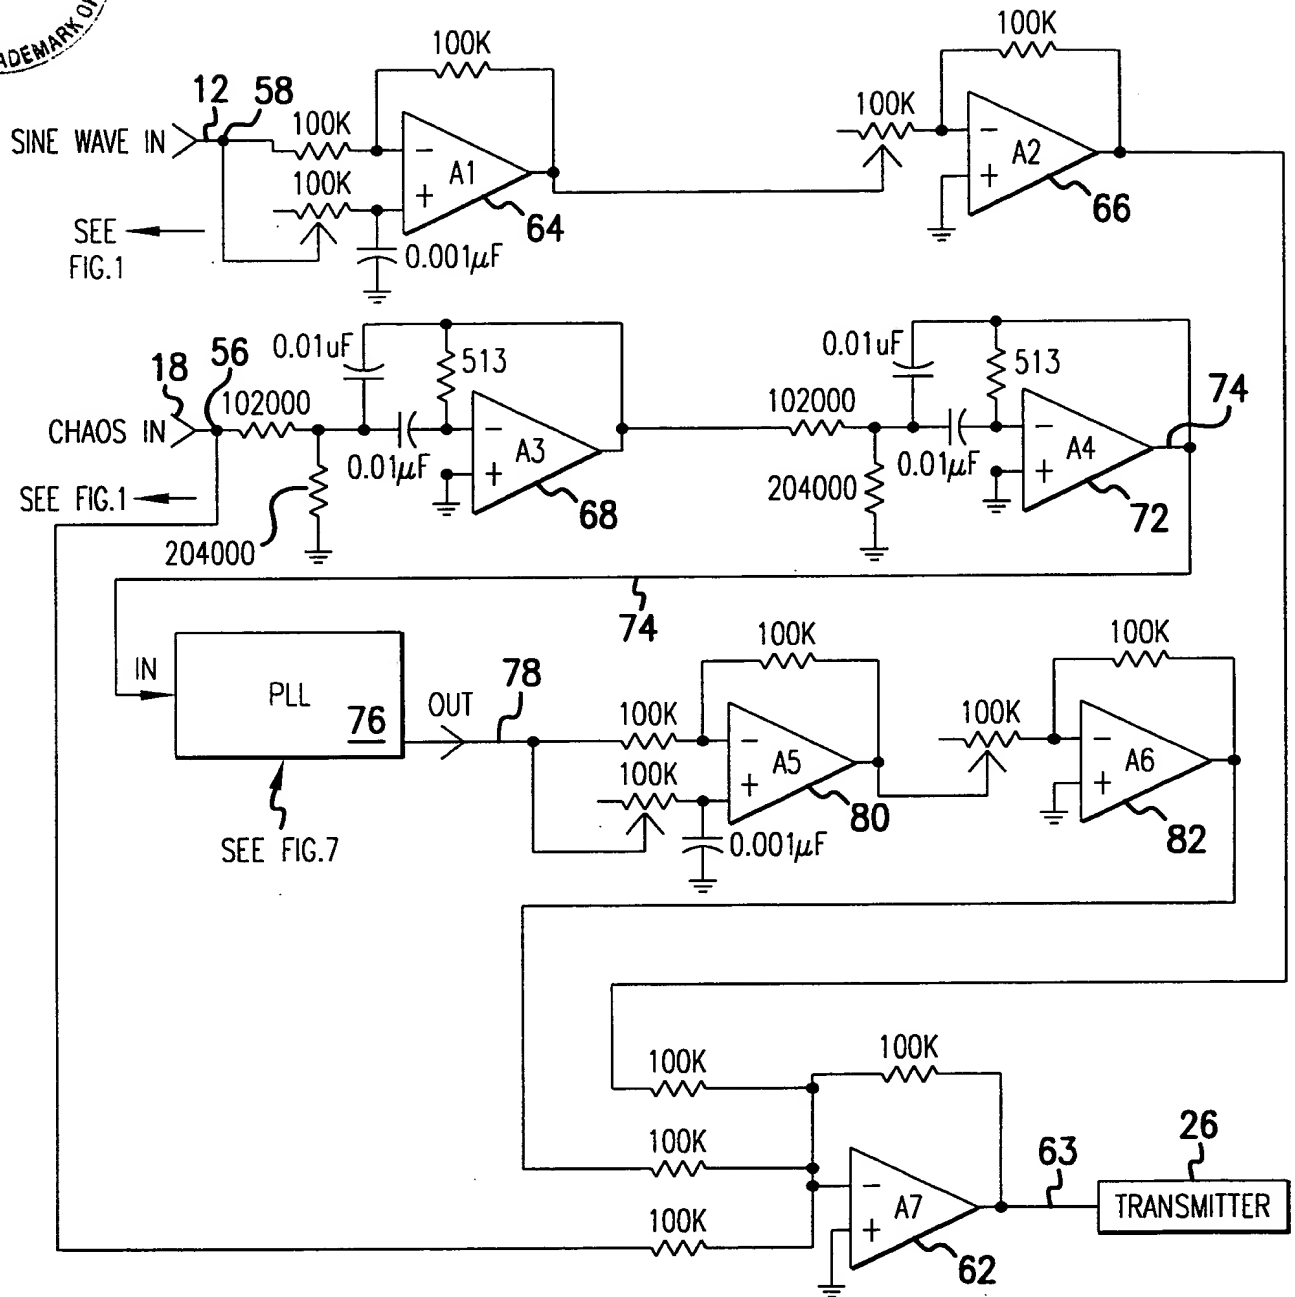 ADEMARK OF
100K
100K
12 58
SINE WAVE IN
100K
100K
A1
A2
100K
64
66
SEE
FIG.1
0.001μF
18 56
0.01uF
513
0.01uF
513
74
102000
102000
CHAOS IN
A3
A4
0.01μF
0.01μF
SEE FIG.1
204000
68
72
204000
74
IN
PLL
76
OUT
78
100K
100K
100K
100K
100K
A5
A6
80
82
SEE FIG.7
0.001μF
100K
100K
100K
100K
A7
63
26
TRANSMITTER
62